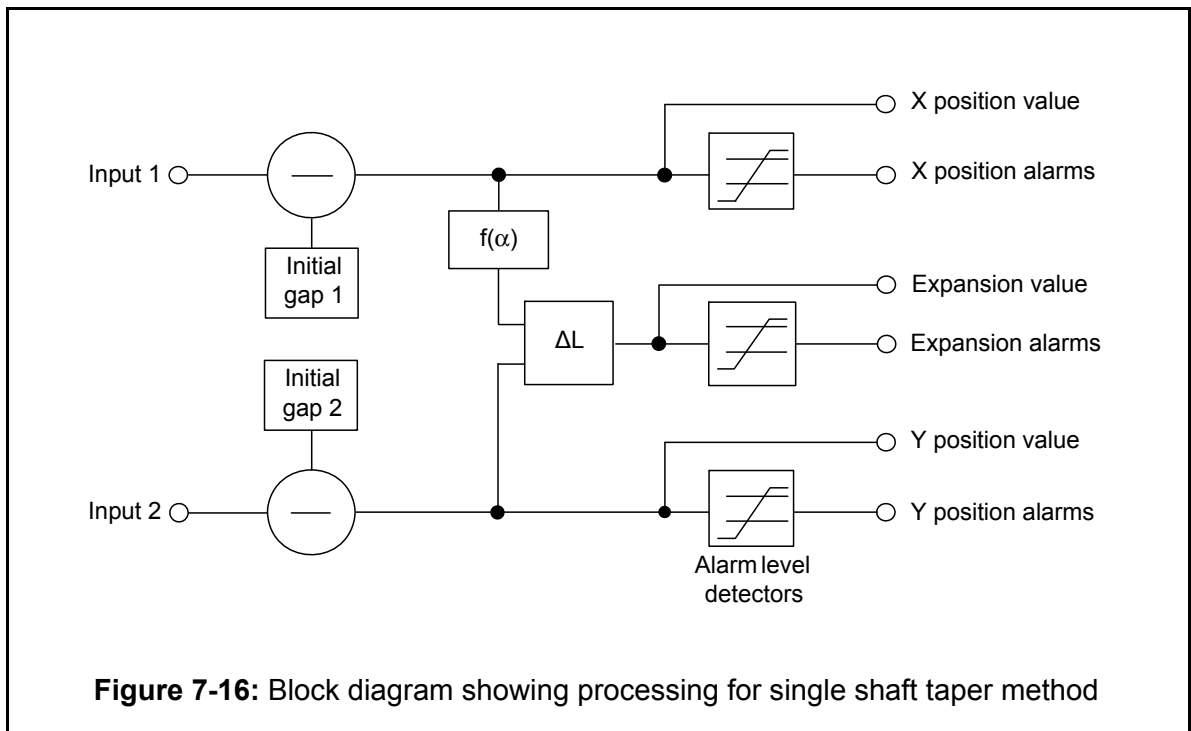 X position value
Input 1
X position alarms
f(α)
Initial
gap 1
Expansion value
ΔL
Expansion alarms
Initial
gap 2
Y position value
Input 2
Y position alarms
Alarm level
detectors
Figure 7-16: Block diagram showing processing for single shaft taper method